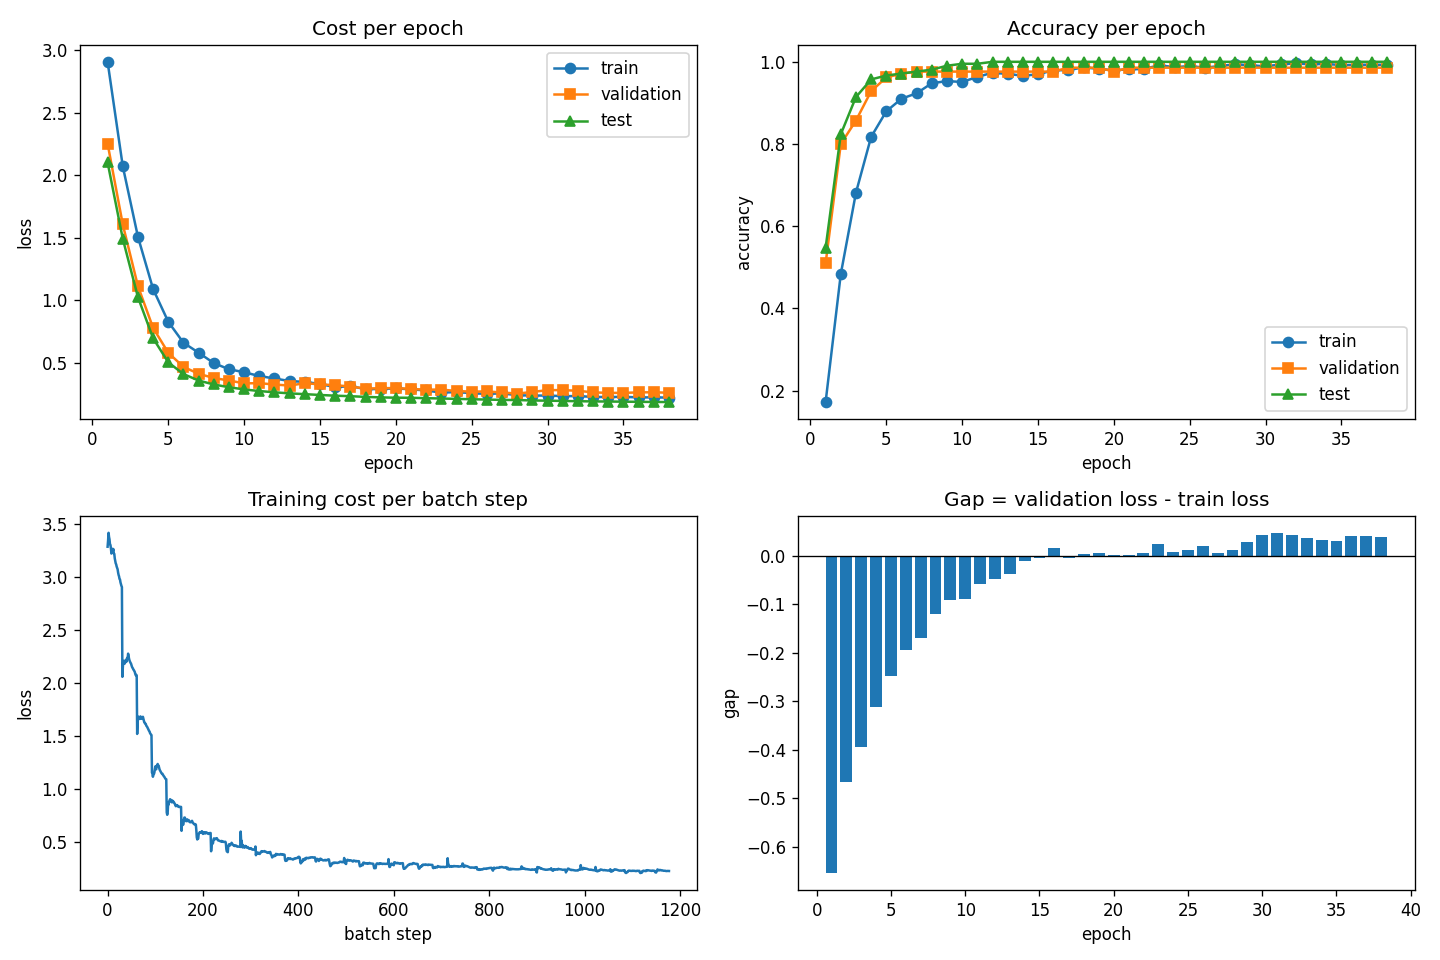 Cost per epoch
3.0
2.5
2.0
1.5
1.0
0.5
loss
train
validation
test
0 5 10 15 20 25 30 35
epoch
Accuracy per epoch
1.0
0.8
0.6
0.4
0.2
accuracy
train
validation
test
0 5 10 15 20 25 30 35
epoch
Training cost per batch step
3.5
3.0
2.5
2.0
1.5
1.0
0.5
loss
0 200 400 600 800 1000 1200
batch step
Gap = validation loss - train loss
0.0
−0.1
−0.2
−0.3
−0.4
−0.5
−0.6
gap
0 5 10 15 20 25 30 35 40
epoch